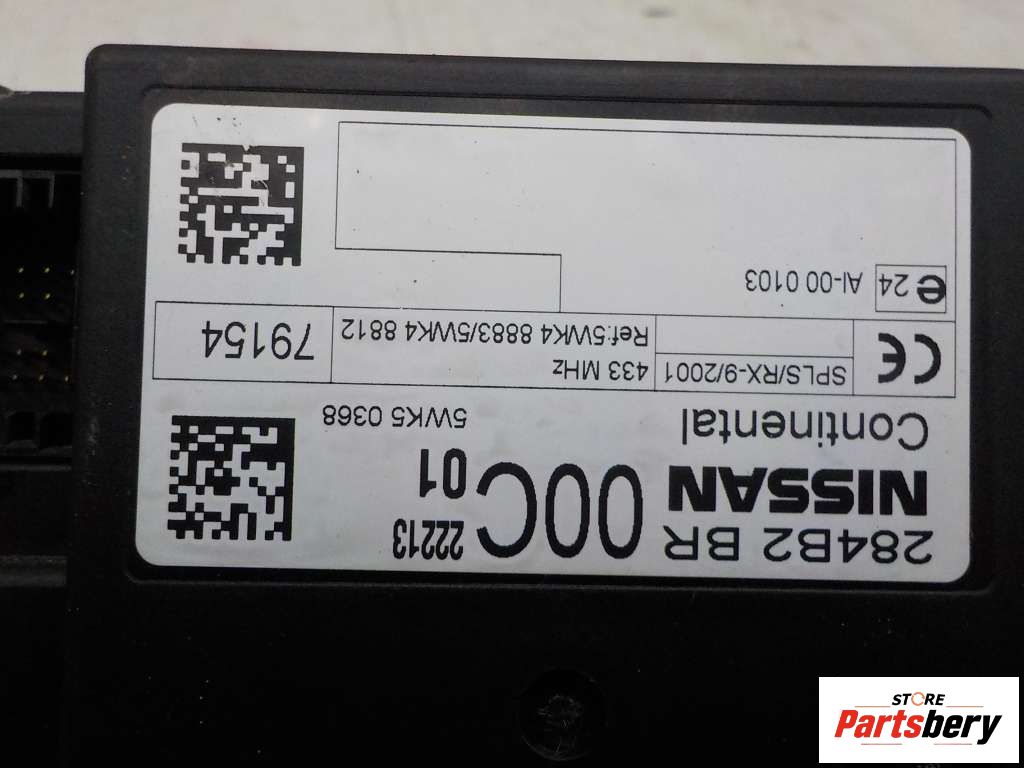 284B2 BR
NISSAN
00C
22213
01
Continental
5WK5 0368
CE
SPLS/RX-9/2001
433 MHz
Ref:5WK4 8883/5WK4 8812
79154
e 24
AI-00 0103
STORE
Partsbery